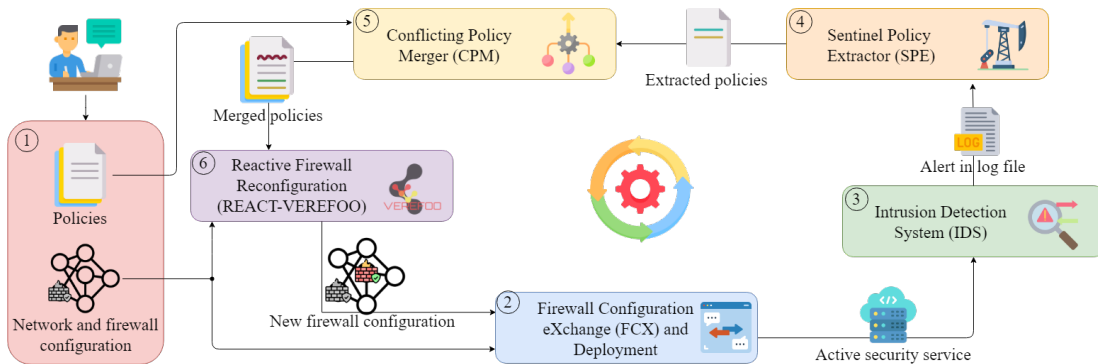 1
Policies
Network and firewall
configuration
5
Conflicting Policy
Merger (CPM)
Merged policies
Extracted policies
4
Sentinel Policy
Extractor (SPE)
LOG
Alert in log file
6
Reactive Firewall
Reconfiguration
(REACT-VEREFOO)
VEREFOO
New firewall configuration
3
Intrusion Detection
System (IDS)
2
Firewall Configuration
eXchange (FCX) and
Deployment
</>
Active security service